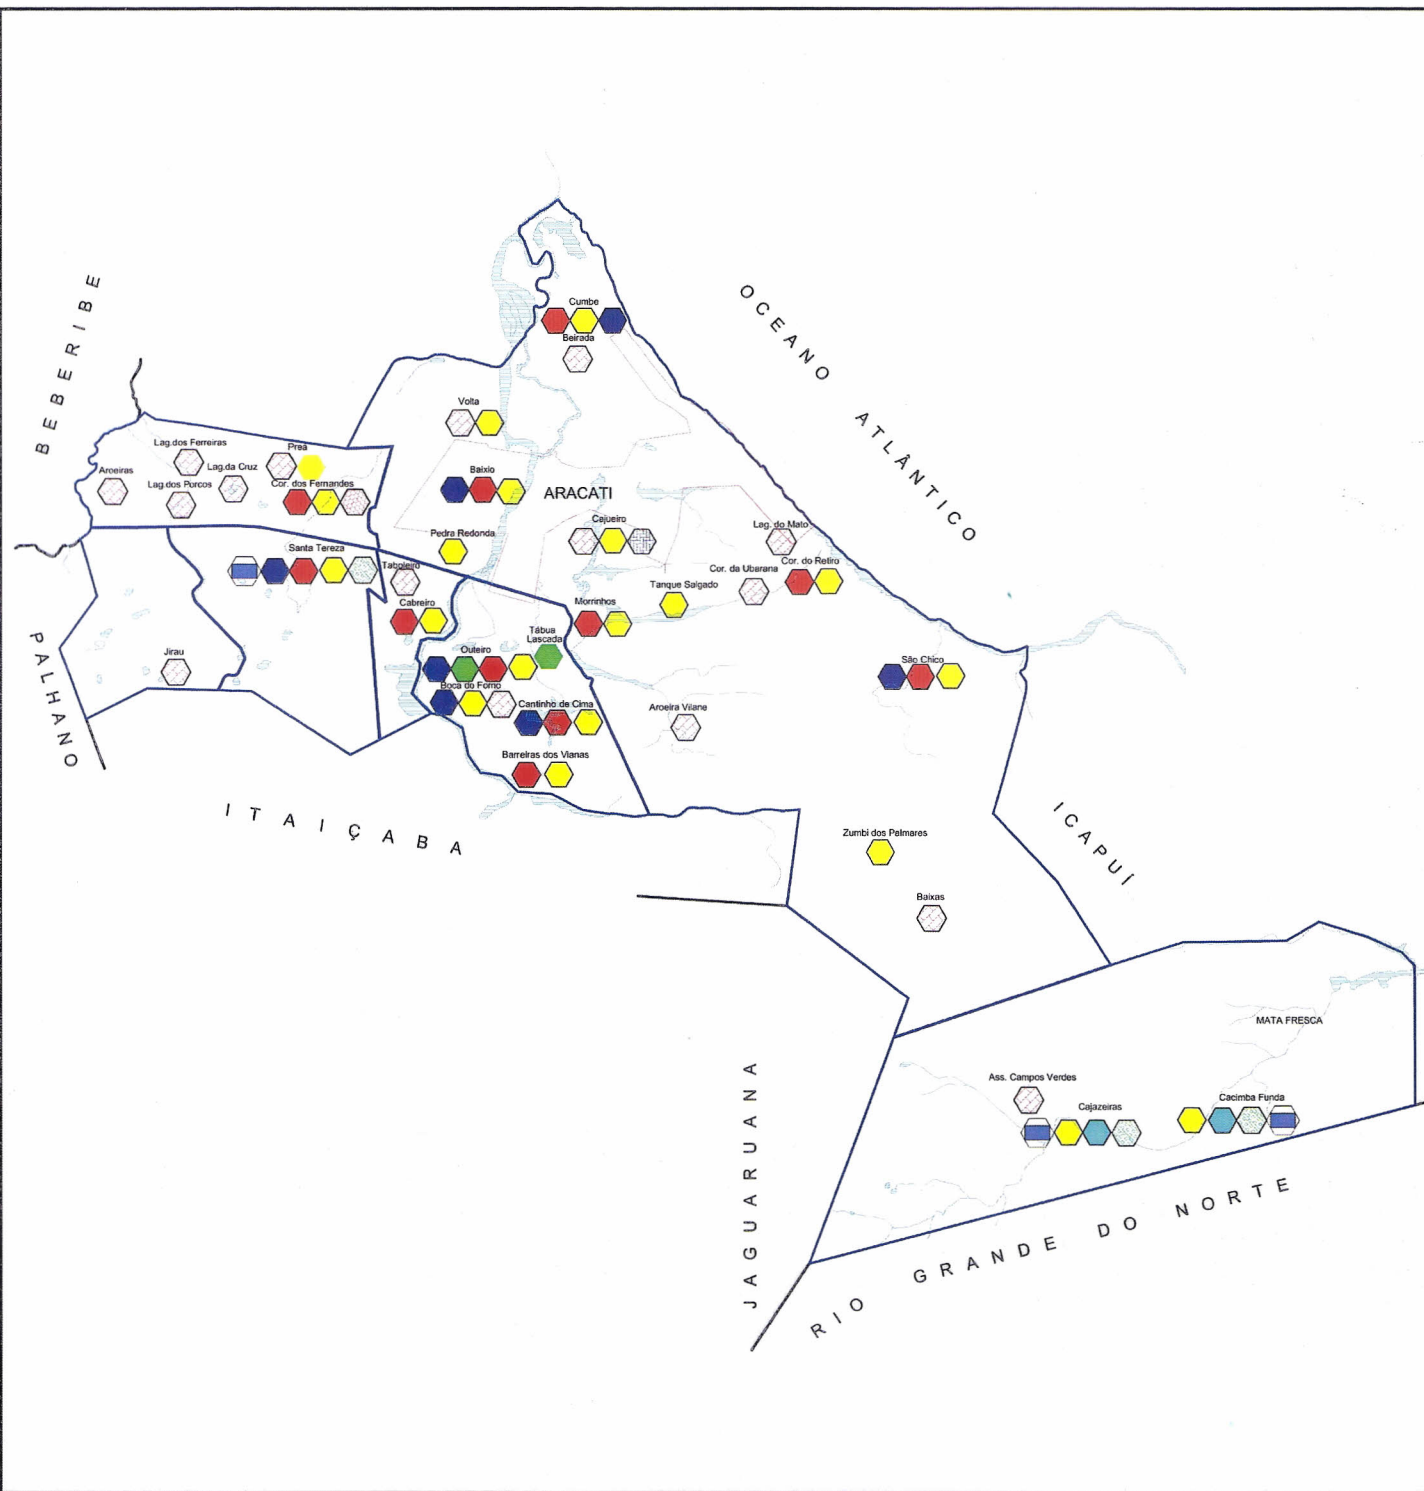 BEBERIBE
OCEANO ATLÂNTICO
Cumbe
Beirada
Volta
Lag.dos Ferreiras
Prea
Lag.da Cruz
Aroeiras
Lag.dos Porcos
Cor. dos Fernandes
Baixio
ARACATI
Cajueiro
Lag. do Mato
Pedra Redonda
Santa Tereza
Taboleiro
Cor. da Ubarana
Cor. do Retiro
Tanque Salgado
Cabreiro
Morrinhos
Tábua
Lascada
PALHANO
Jirau
Outeiro
São Chico
Boca do Forno
Cantinho de Cima
Aroeira Vilane
Barreiras dos Vianas
ITAIÇABA
ICAPUÍ
Zumbi dos Palmares
Baixas
MATA FRESCA
Ass. Campos Verdes
Cajazeiras
Cacimba Funda
JAGUARUANA
RIO GRANDE DO NORTE